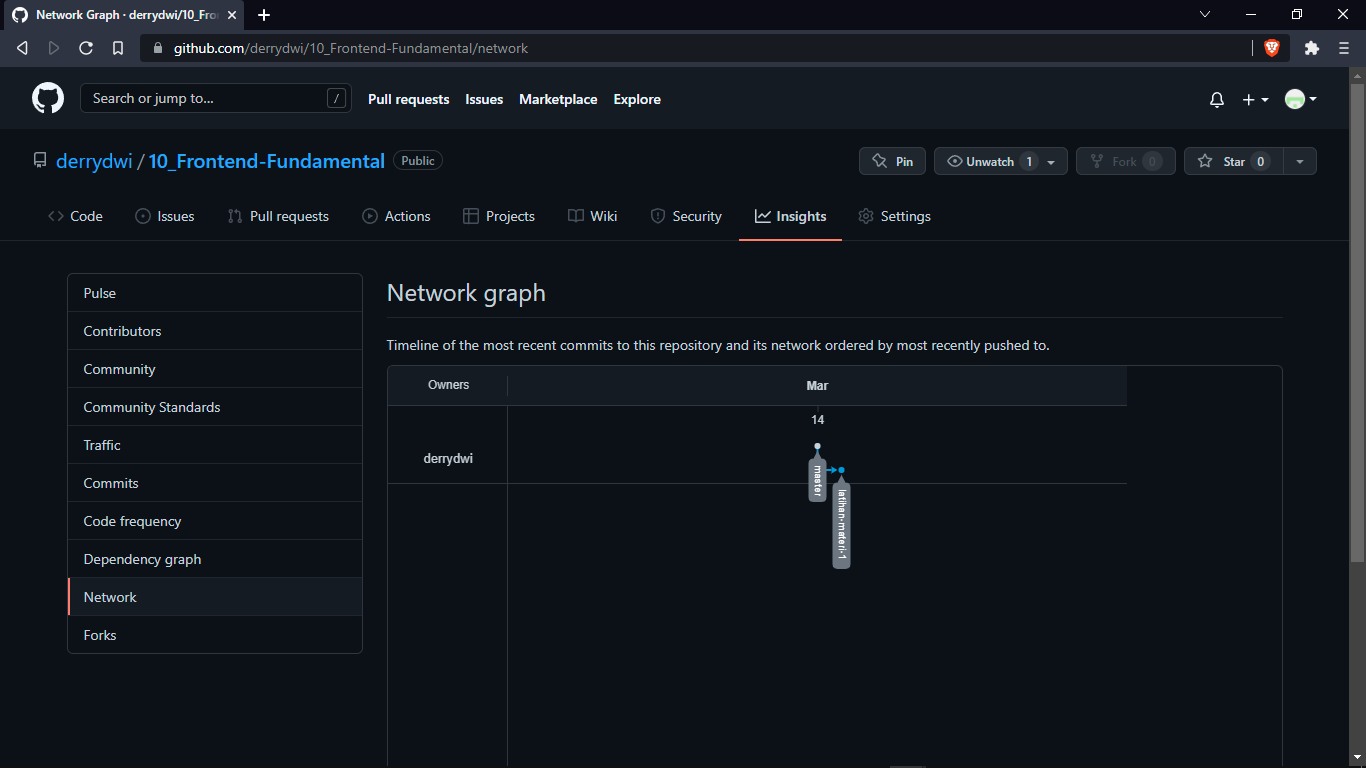 Network Graph · derrydwi/10_Fro
github.com/derrydwi/10_Frontend-Fundamental/network
Search or jump to... /
Pull requests Issues Marketplace Explore
derrydwi / 10_Frontend-Fundamental Public
Pin Unwatch 1 Fork 0 Star 0
Code Issues Pull requests Actions Projects Wiki Security Insights Settings
Pulse
Contributors
Community
Community Standards
Traffic
Commits
Code frequency
Dependency graph
Network
Forks
Network graph
Timeline of the most recent commits to this repository and its network ordered by most recently pushed to.
Owners Mar
14
derrydwi
master
latihan-materi-1